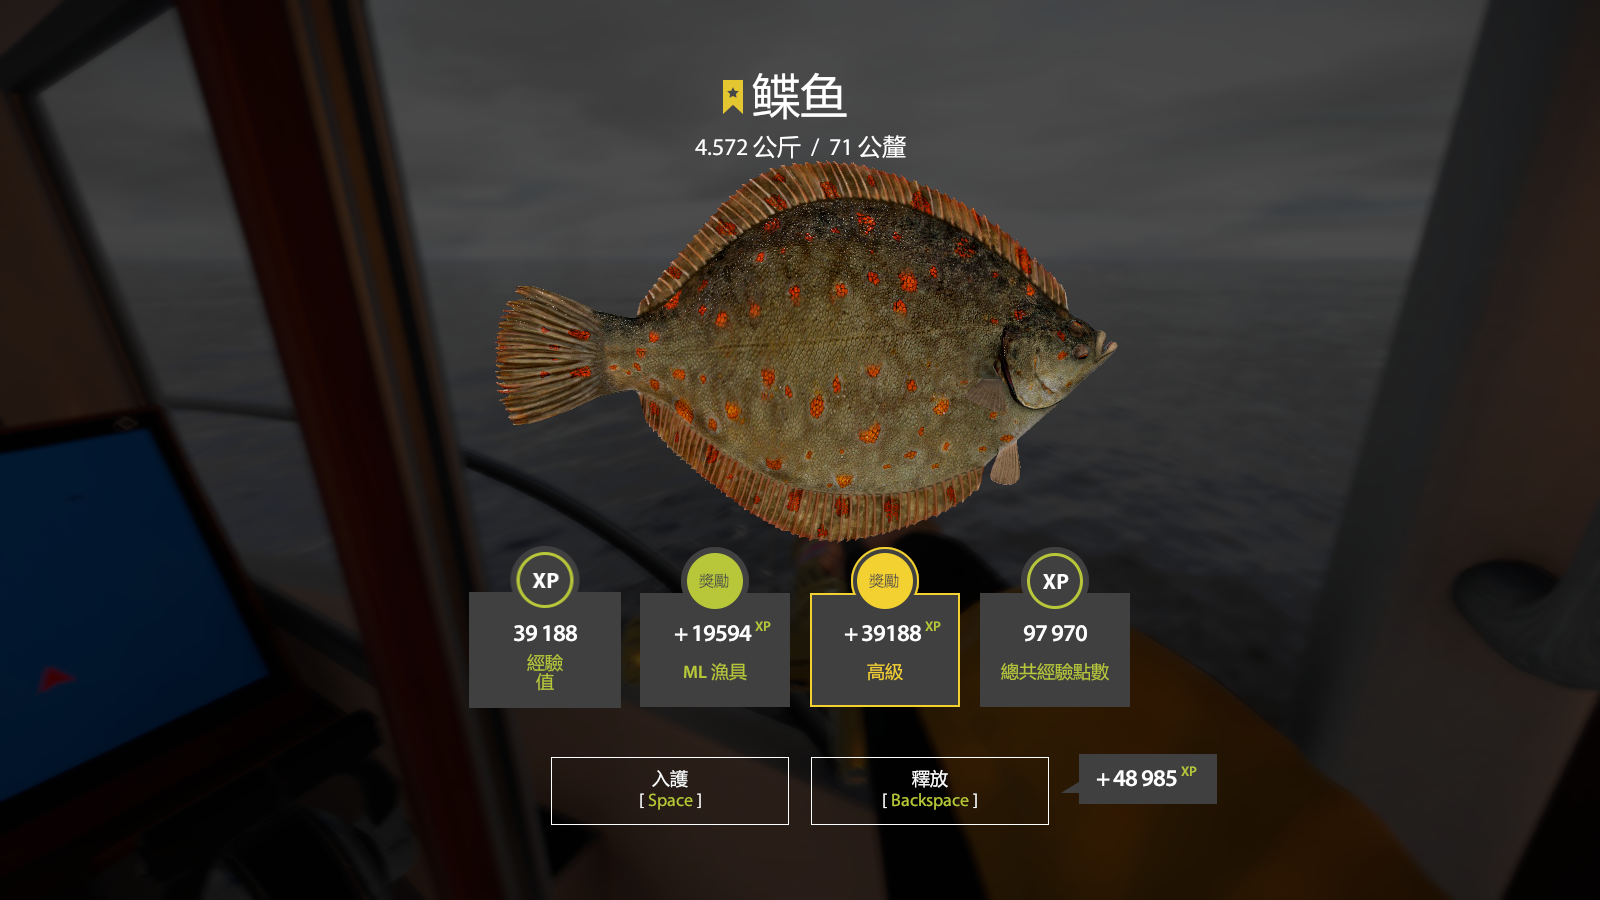 鲽鱼
4.572 公斤 / 71 公釐
XP
39 188
經驗
值
獎勵
+19594 XP
ML 漁具
獎勵
+39188 XP
高級
XP
97 970
總共經驗點數
入護
[ Space ]
釋放
[ Backspace ]
+48 985 XP